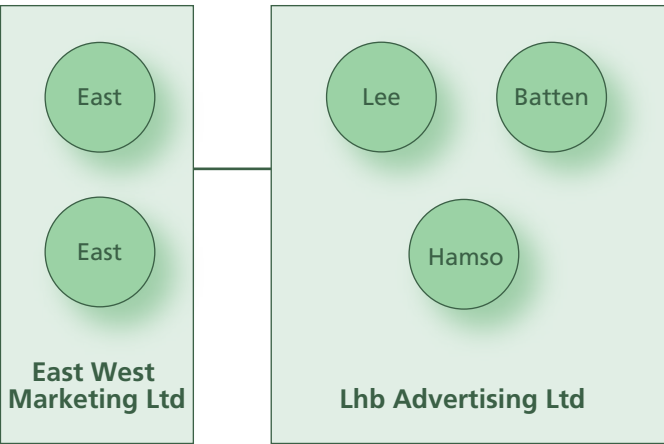 East
East
East West
Marketing Ltd
Lee
Batten
Hamso
Lhb Advertising Ltd